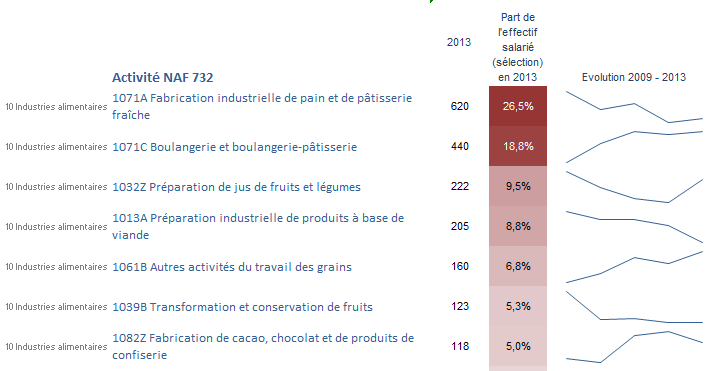 Part de
l'effectif
2013
salarié
(sélection)
Activité NAF 732
en 2013
Evolution 2009 - 2013
10 Industries alimentaires
1071A Fabrication industrielle de pain et de pâtisserie
fraîche
620
26,5%
10 Industries alimentaires
1071C Boulangerie et boulangerie-pâtisserie
440
18,8%
10 Industries alimentaires
1032Z Préparation de jus de fruits et légumes
222
9,5%
10 Industries alimentaires
1013A Préparation industrielle de produits à base de
viande
205
8,8%
10 Industries alimentaires
1061B Autres activités du travail des grains
160
6,8%
10 Industries alimentaires
1039B Transformation et conservation de fruits
123
5,3%
10 Industries alimentaires
1082Z Fabrication de cacao, chocolat et de produits de
confiserie
118
5,0%